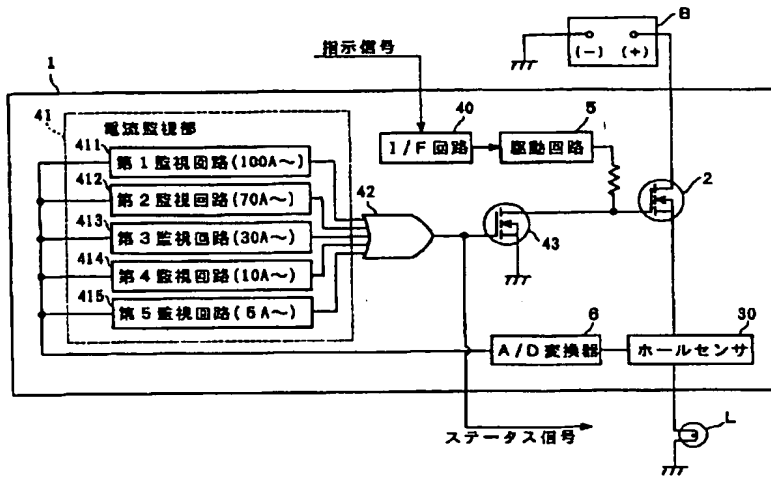 B
(-) (+)
指示信号
1
41
電流監視部
40
I/F回路
5
駆動回路
2
411
第1監視回路(100A~)
412
第2監視回路(70A~)
413
第3監視回路(30A~)
414
第4監視回路(10A~)
415
第5監視回路(5A~)
42
43
6
A/D変換器
30
ホールセンサ
ステータス信号
L